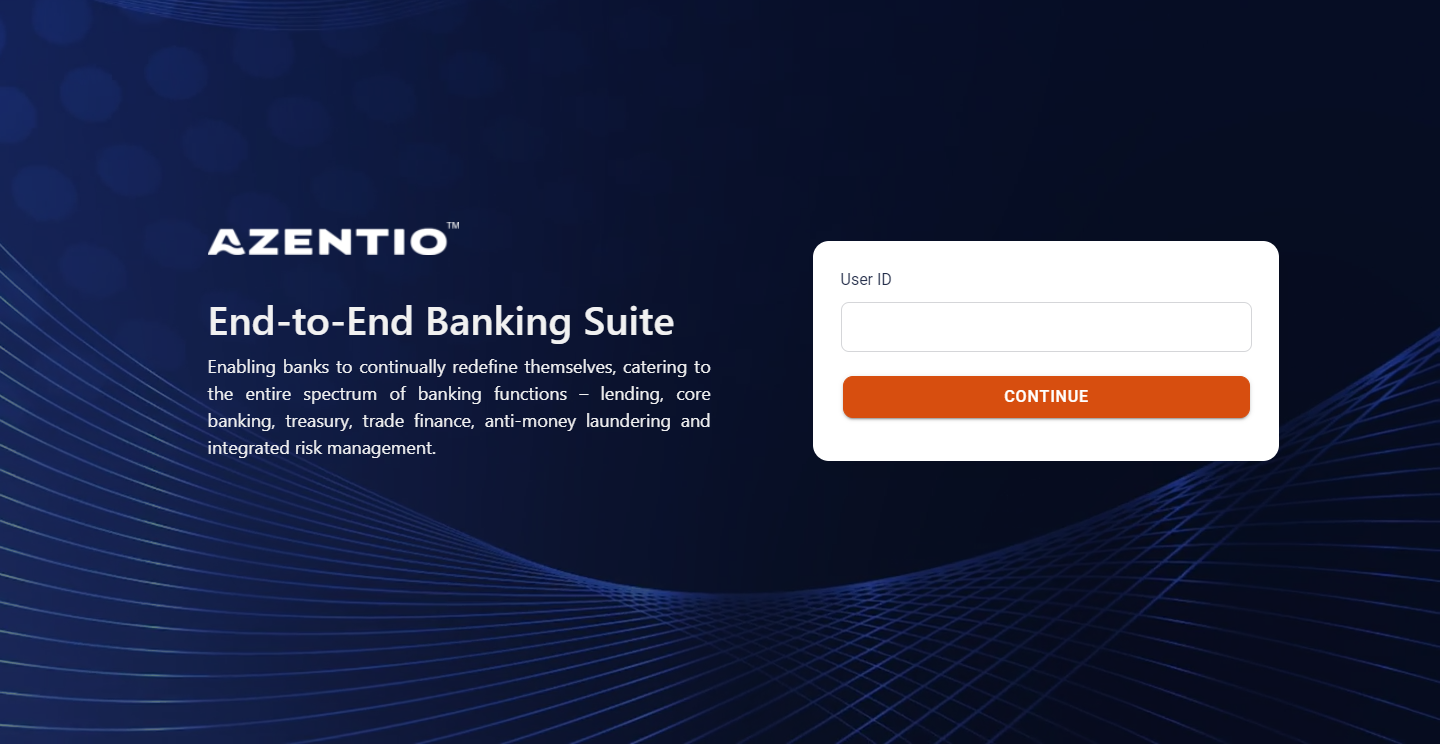 AZENTIO™
End-to-End Banking Suite
Enabling banks to continually redefine themselves, catering to
the entire spectrum of banking functions – lending, core
banking, treasury, trade finance, anti-money laundering and
integrated risk management.
User ID
CONTINUE